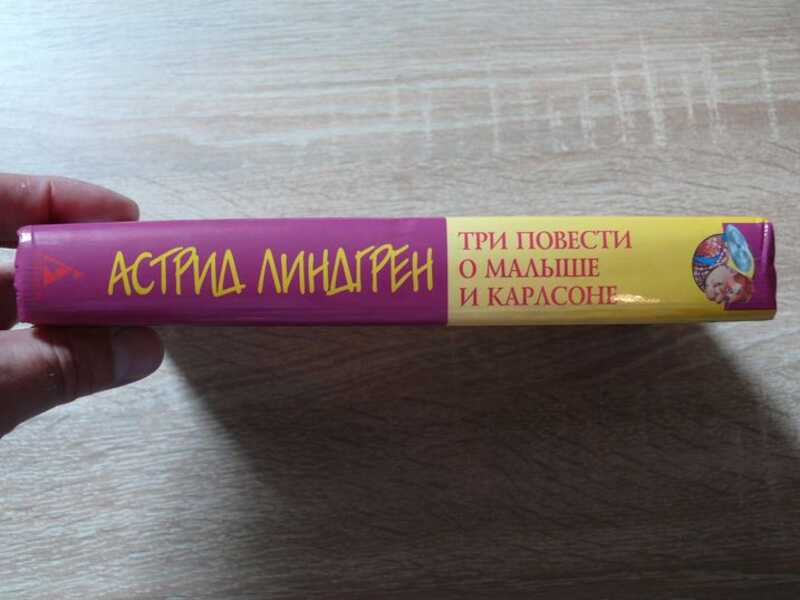 АСТРИД ЛИНДГРЕН
ТРИ ПОВЕСТИ
О МАЛЫШЕ
И КАРЛСОНЕ